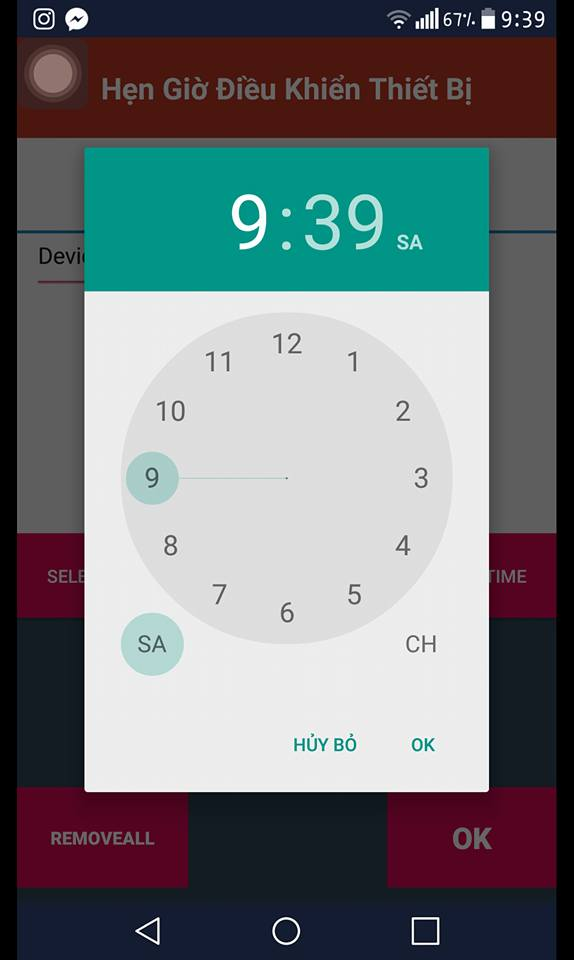 67% 9:39
Hẹn Giờ Điều Khiển Thiết Bị
9:39 SA
12
11 1
10 2
9 3
8 4
7 5
6
SA CH
HỦY BỎ OK
REMOVEALL OK